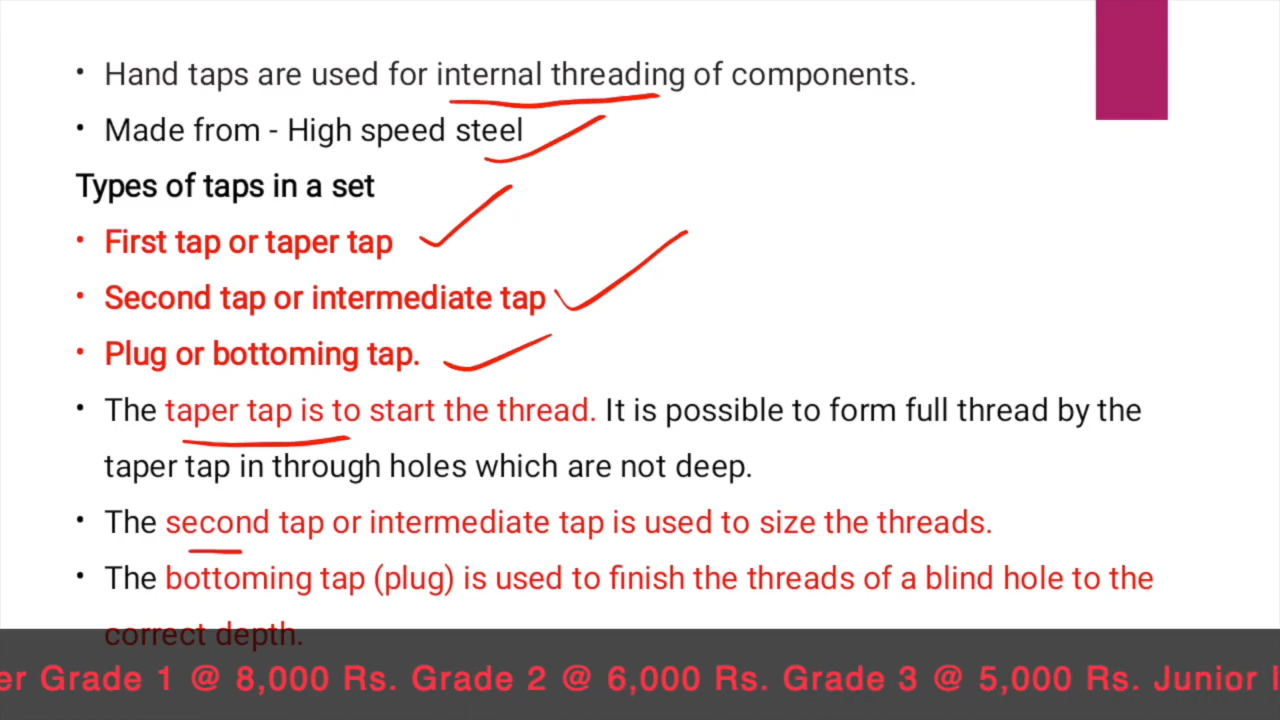 • Hand taps are used for internal threading of components.
• Made from - High speed steel
Types of taps in a set
• First tap or taper tap
• Second tap or intermediate tap
• Plug or bottoming tap.
• The taper tap is to start the thread. It is possible to form full thread by the
taper tap in through holes which are not deep.
• The second tap or intermediate tap is used to size the threads.
• The bottoming tap (plug) is used to finish the threads of a blind hole to the
correct depth.
er Grade 1 @ 8,000 Rs. Grade 2 @ 6,000 Rs. Grade 3 @ 5,000 Rs. Junior